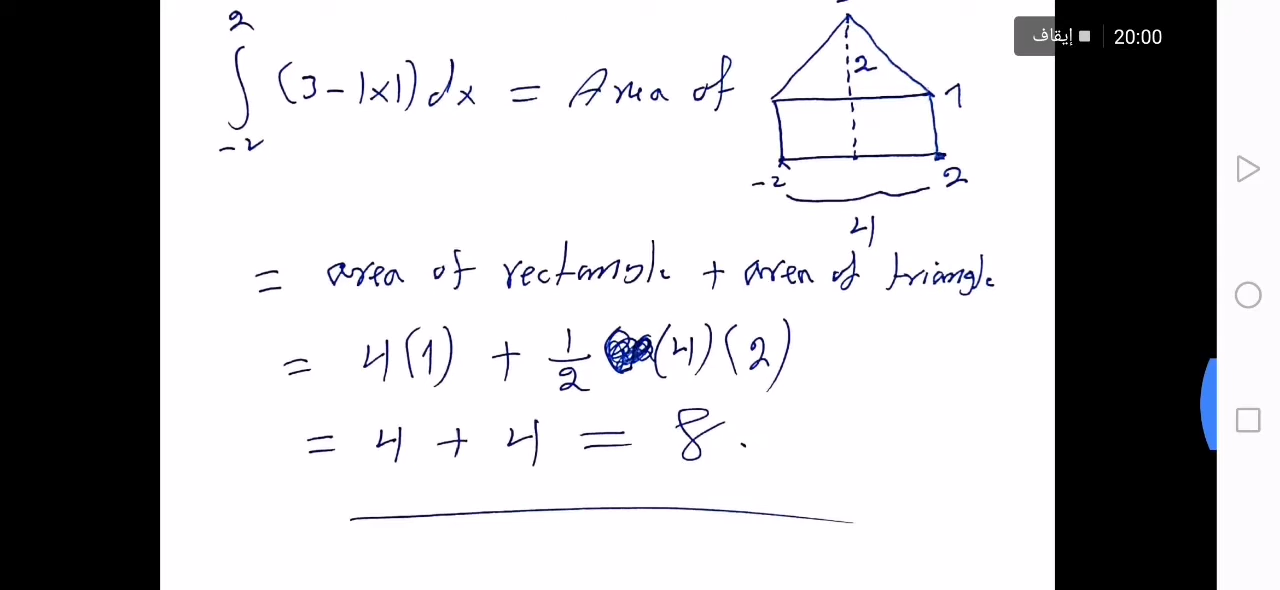 إيقاف 20:00
2
∫ (3-|x|) dx = Area of
-2
2
1
-2 2
4
= area of rectangle + area of triangle
= 4(1) + 1/2 (4)(2)
= 4 + 4 = 8.